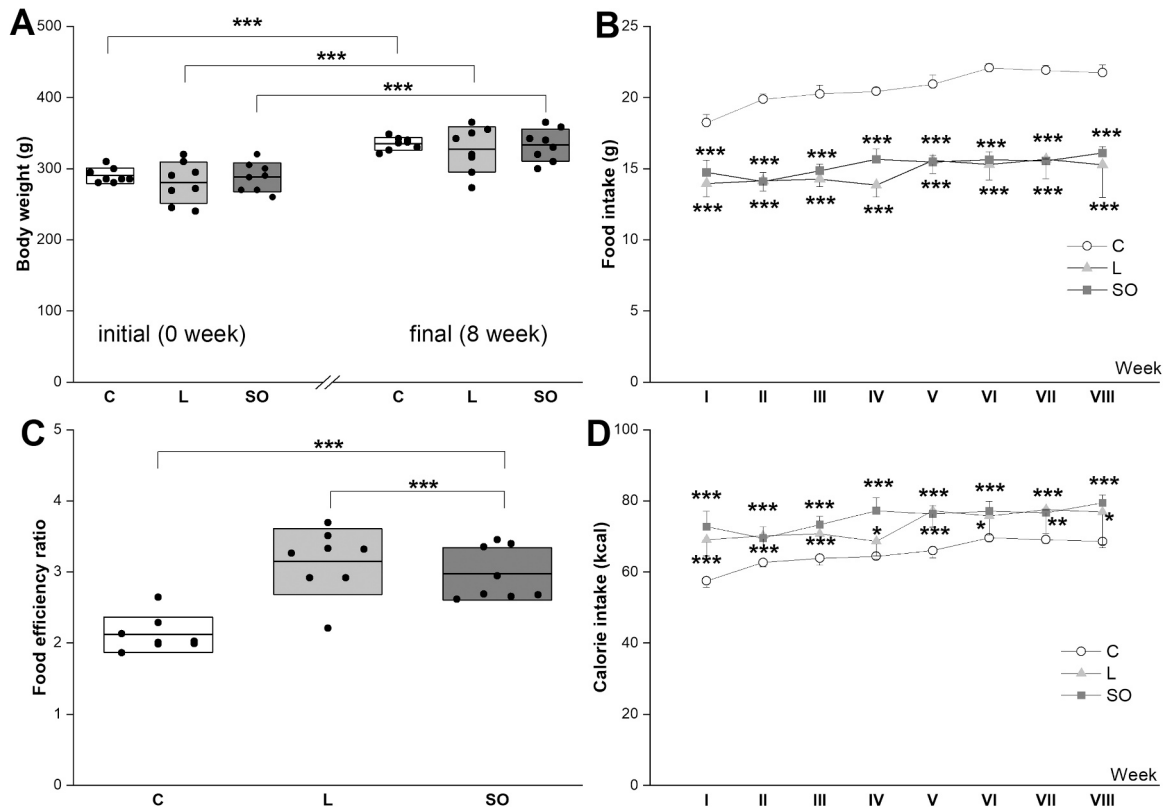 A
Body weight (g)
500
400
300
200
100
0
***
***
***
initial (0 week)
final (8 week)
C L SO C L SO
B
Food intake (g)
25
20
15
10
5
0
*** *** *** *** *** *** *** ***
*** *** *** *** *** *** *** ***
C
L
SO
Week
I II III IV V VI VII VIII
C
Food efficiency ratio
5
4
3
2
1
0
***
***
C L SO
D
Calorie intake (kcal)
100
80
60
40
20
0
*** *** *** *** *** *** *** ***
*** *** *** * *** * ** *
C
L
SO
Week
I II III IV V VI VII VIII